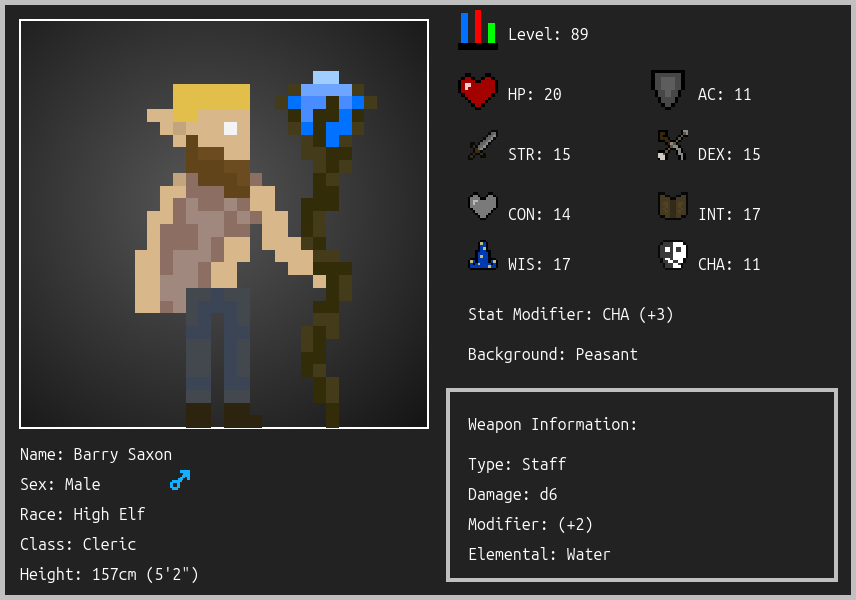 Level: 89
HP: 20
AC: 11
STR: 15
DEX: 15
CON: 14
INT: 17
WIS: 17
CHA: 11
Stat Modifier: CHA (+3)
Background: Peasant
Weapon Information:
Type: Staff
Damage: d6
Modifier: (+2)
Elemental: Water
Name: Barry Saxon
Sex: Male
Race: High Elf
Class: Cleric
Height: 157cm (5'2")